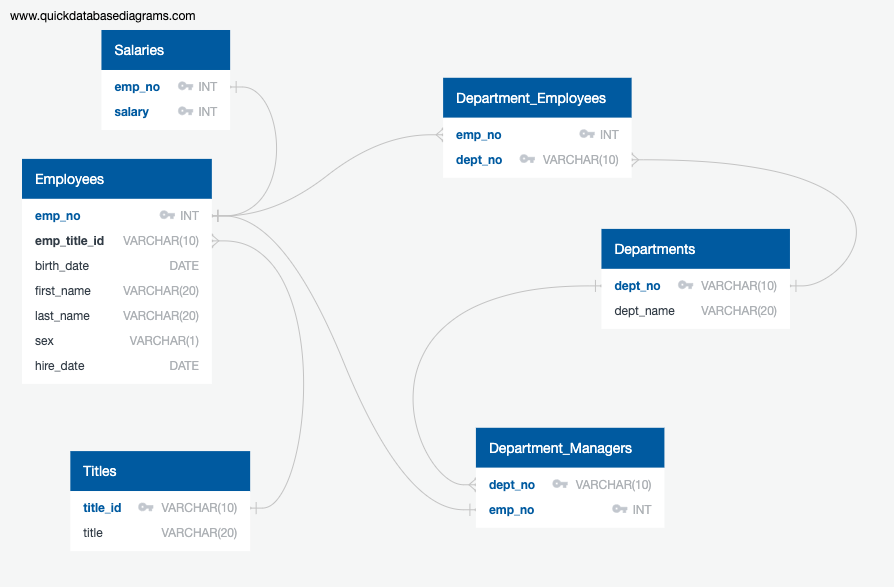 www.quickdatabasediagrams.com
Salaries
emp_no INT
salary INT
Employees
emp_no INT
emp_title_id VARCHAR(10)
birth_date DATE
first_name VARCHAR(20)
last_name VARCHAR(20)
sex VARCHAR(1)
hire_date DATE
Titles
title_id VARCHAR(10)
title VARCHAR(20)
Department_Employees
emp_no INT
dept_no VARCHAR(10)
Departments
dept_no VARCHAR(10)
dept_name VARCHAR(20)
Department_Managers
dept_no VARCHAR(10)
emp_no INT